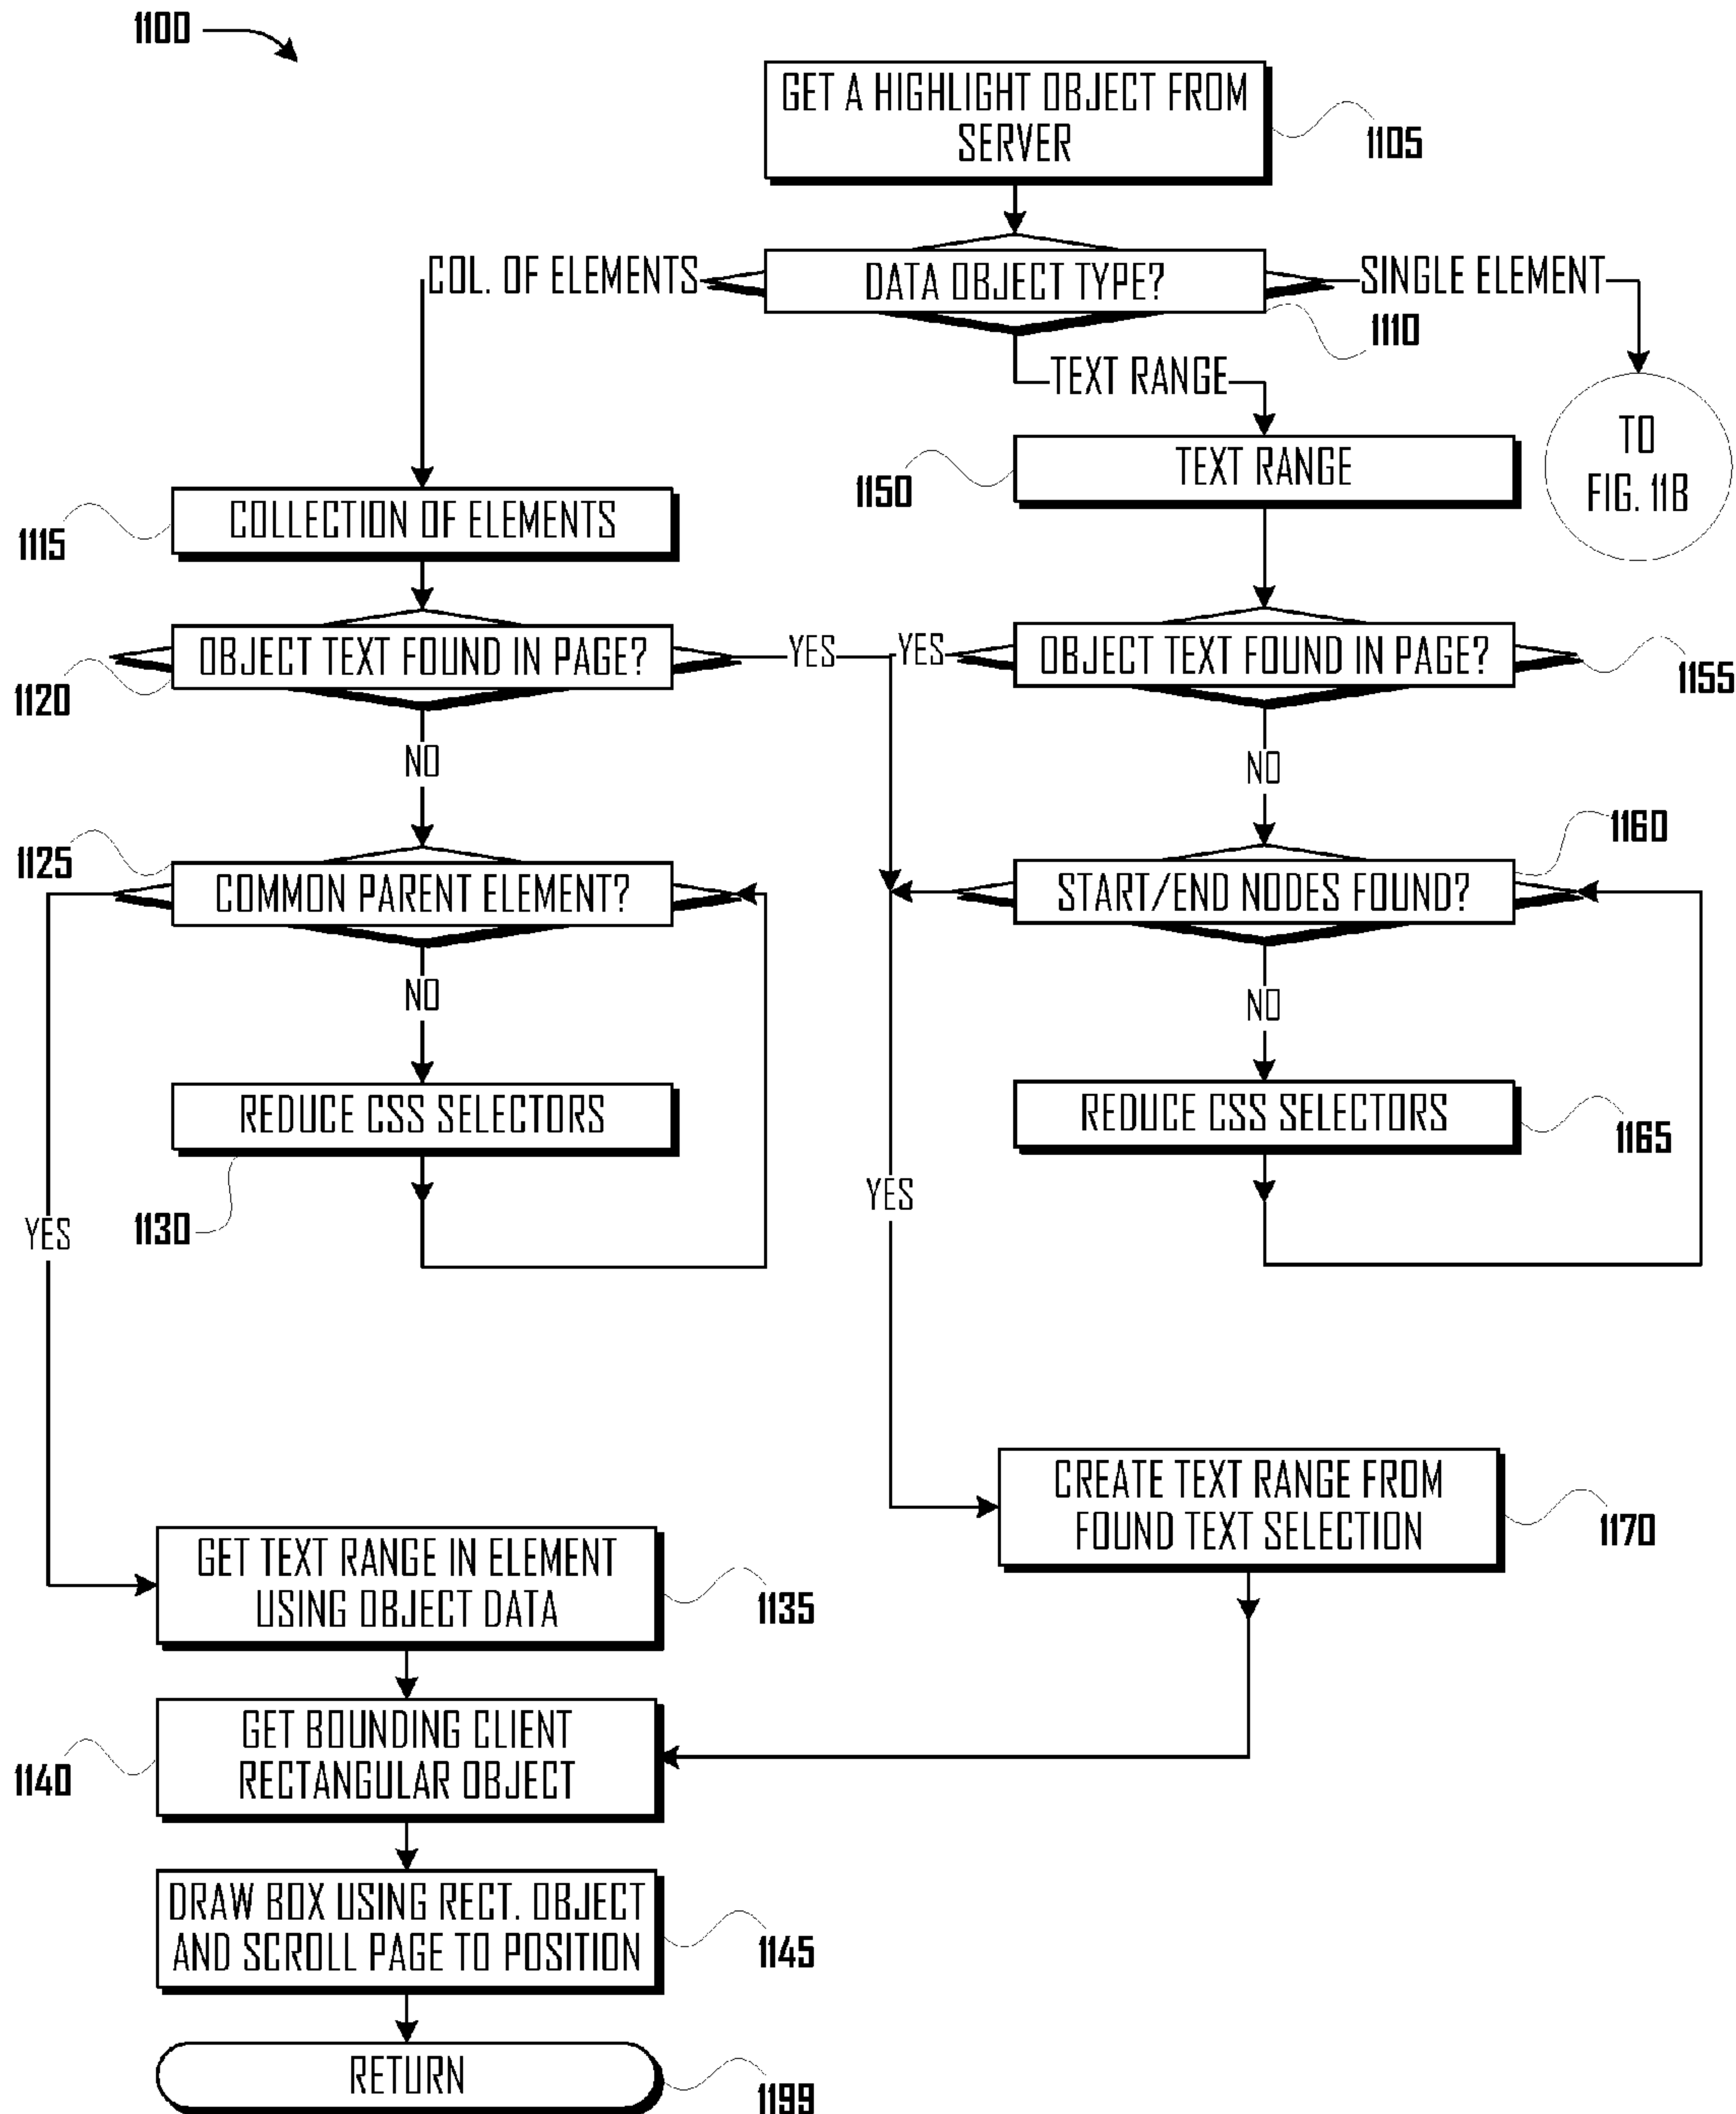 1100
GET A HIGHLIGHT OBJECT FROM
SERVER
1105
COL. OF ELEMENTS
DATA OBJECT TYPE?
SINGLE ELEMENT
1110
TEXT RANGE
TO
FIG. 11B
1150
TEXT RANGE
1115
COLLECTION OF ELEMENTS
1120
OBJECT TEXT FOUND IN PAGE?
YES
YES
OBJECT TEXT FOUND IN PAGE?
1155
NO
NO
1125
COMMON PARENT ELEMENT?
1160
START/END NODES FOUND?
NO
NO
REDUCE CSS SELECTORS
1130
REDUCE CSS SELECTORS
1165
YES
YES
CREATE TEXT RANGE FROM
FOUND TEXT SELECTION
1170
GET TEXT RANGE IN ELEMENT
USING OBJECT DATA
1135
1140
GET BOUNDING CLIENT
RECTANGULAR OBJECT
DRAW BOX USING RECT. OBJECT
AND SCROLL PAGE TO POSITION
1145
RETURN
1199